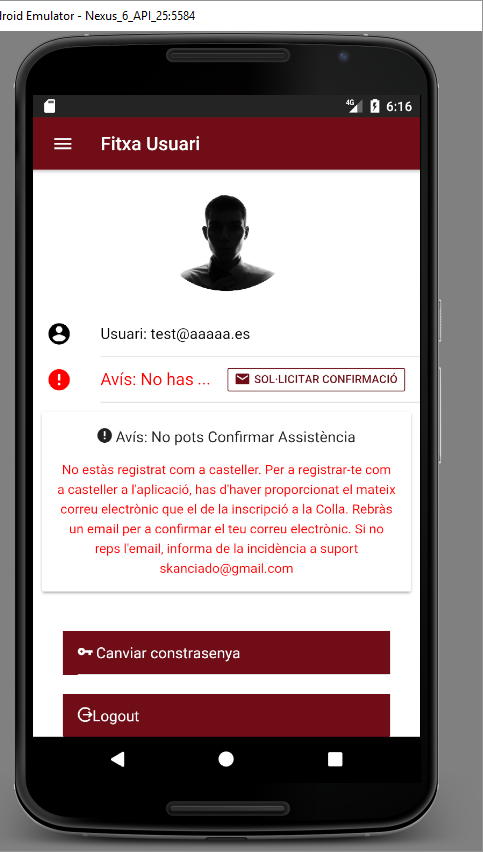 droid Emulator - Nexus_6_API_25:5584
4G 6:16
Fitxa Usuari
Usuari: test@aaaaa.es
Avís: No has ... SOL·LICITAR CONFIRMACIÓ
Avís: No pots Confirmar Assistència
No estàs registrat com a casteller. Per a registrar-te com
a casteller a l'aplicació, has d'haver proporcionat el mateix
correu electrònic que el de la inscripció a la Colla. Rebràs
un email per a confirmar el teu correu electrònic. Si no
reps l'email, informa de la incidència a suport
skanciado@gmail.com
Canviar constrasenya
Logout